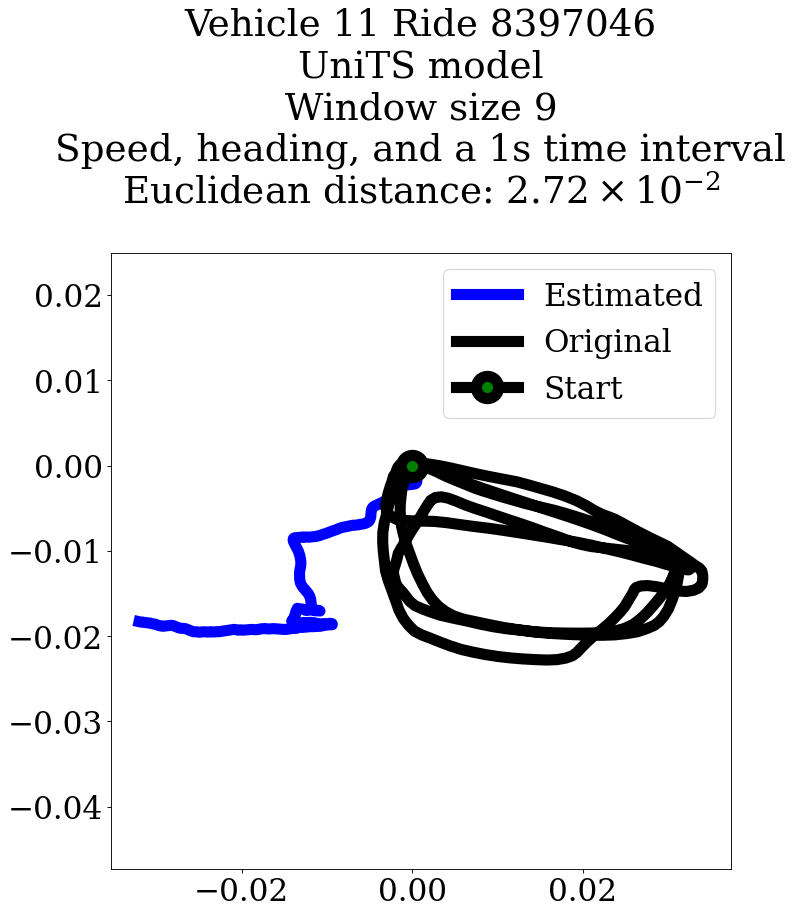 Vehicle 11 Ride 8397046
UniTS model
Window size 9
Speed, heading, and a 1s time interval
Euclidean distance: 2.72 × 10⁻²
Estimated
Original
Start
0.02
0.01
0.00
−0.01
−0.02
−0.03
−0.04
−0.02
0.00
0.02